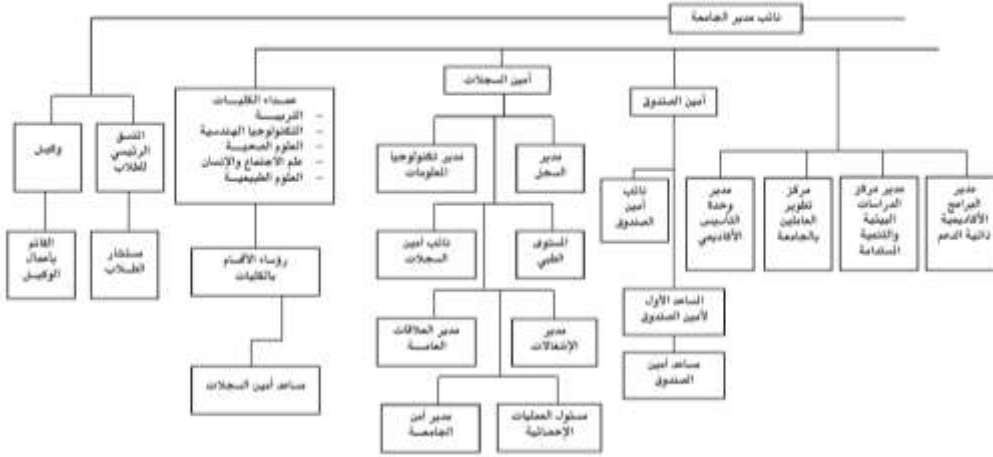 نائب مدير الجامعة
أمين السجلات
أمين الصندوق
عمداء الكليات
- التربية
- التكنولوجيا الهندسية
- العلوم الصحية
- علم الاجتماع والإنسان
- العلوم الطبيعية
المنسق
الرئيسي
للطلاب
وكيل
مدير
السجل
مدير تكنولوجيا
المعلومات
مدير
البرامج
الأكاديمية
ذاتية الدعم
مدير مركز
الدراسات
البيئية
والتنمية
المستدامة
مركز
تطوير
العاملين
بالجامعة
مدير
وحدة
التأسيس
الأكاديمي
نائب
أمين
الصندوق
المستوى
الطبي
نائب أمين
السجلات
رؤساء الأقسام
بالكليات
مستشار
الطلاب
القائم
بأعمال
الوكيل
المساعد الأول
لأمين الصندوق
مدير
الإنشاءات
مدير العلاقات
العامة
مساعد أمين
الصندوق
مساعد أمين السجلات
مسئول العمليات
الإحصائية
مدير أمن
الجامعة